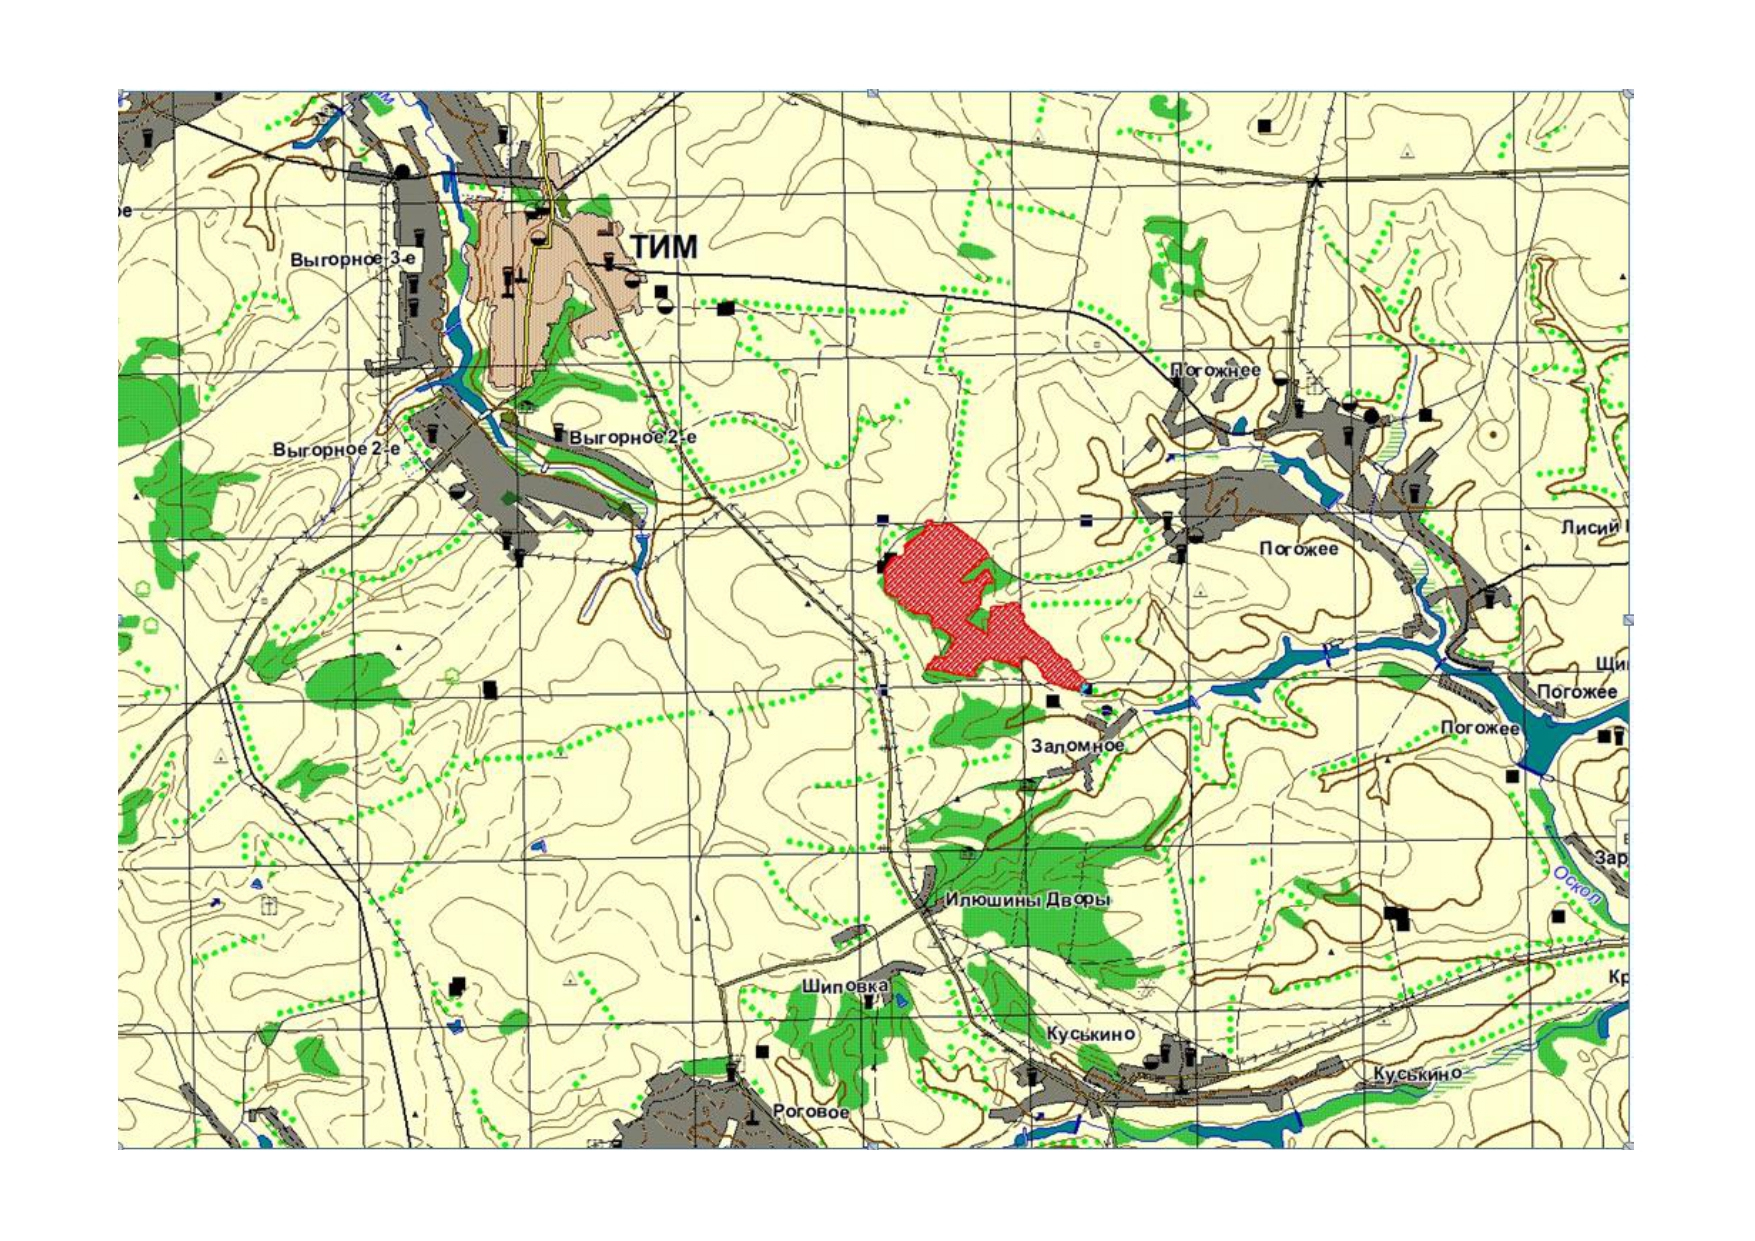 ое
Выгорное 3-е
ТИМ
Погожнее
Выгорное 2-е
Выгорное 2-е
Погожее
Лисий
Щи
Погожее
Погожее
Заломное
Зар
Оскол
Илюшины Дворы
Шиповка
Кр
Куськино
Куськино
Роговое